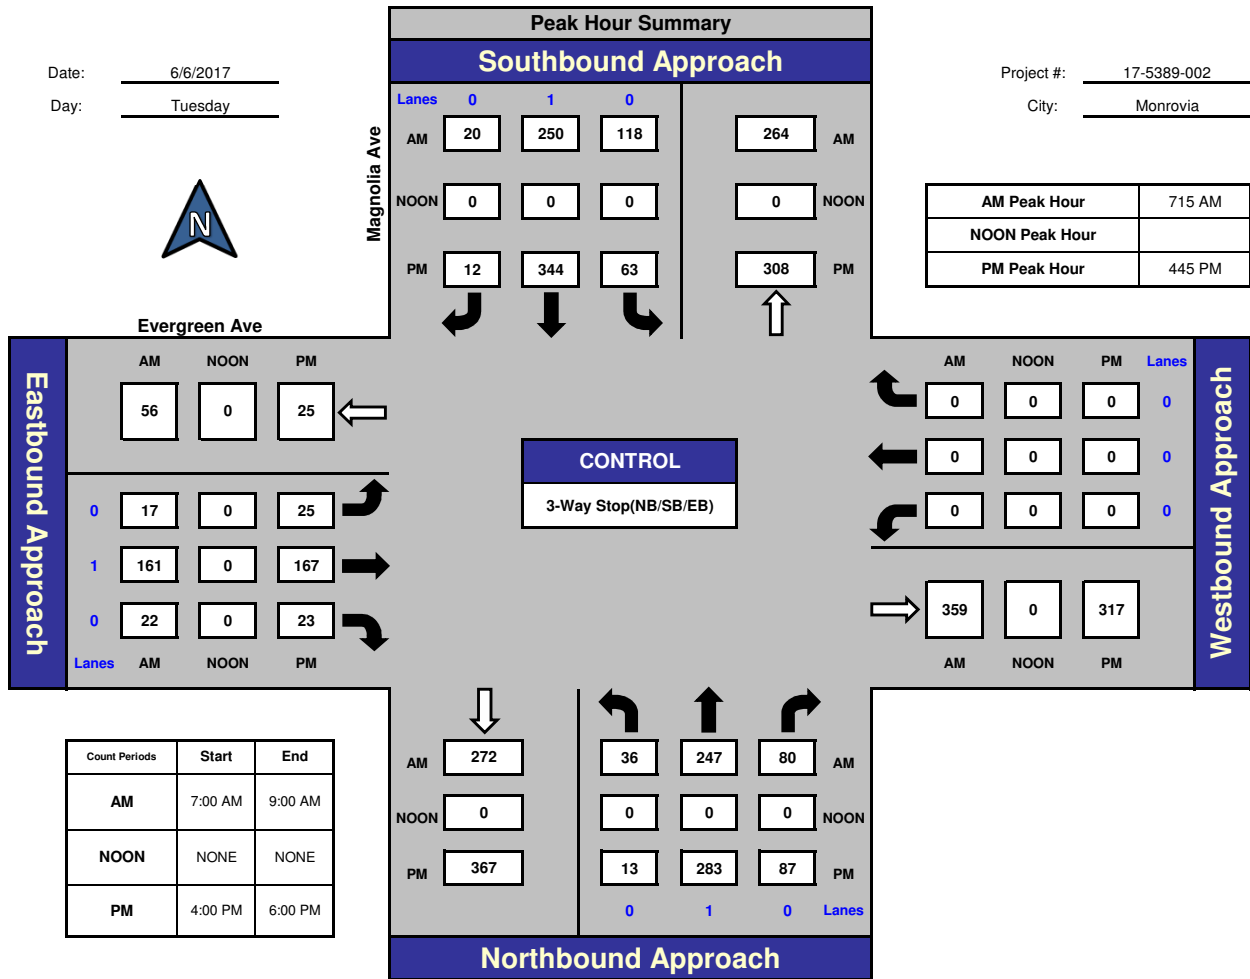 Peak Hour Summary
Southbound Approach
Date: 6/6/2017
Day: Tuesday
Project #: 17-5389-002
City: Monrovia
N
Magnolia Ave
Lanes 0 1 0
AM 20 250 118 264 AM
NOON 0 0 0 0 NOON
PM 12 344 63 308 PM
AM Peak Hour 715 AM
NOON Peak Hour
PM Peak Hour 445 PM
Evergreen Ave
Eastbound Approach
AM NOON PM
56 0 25
0 17 0 25
1 161 0 167
0 22 0 23
Lanes AM NOON PM
CONTROL
3-Way Stop(NB/SB/EB)
AM NOON PM Lanes
0 0 0 0
0 0 0 0
0 0 0 0
359 0 317
AM NOON PM
Westbound Approach
Count Periods Start End
AM 7:00 AM 9:00 AM
NOON NONE NONE
PM 4:00 PM 6:00 PM
AM 272 36 247 80 AM
NOON 0 0 0 0 NOON
PM 367 13 283 87 PM
0 1 0 Lanes
Northbound Approach